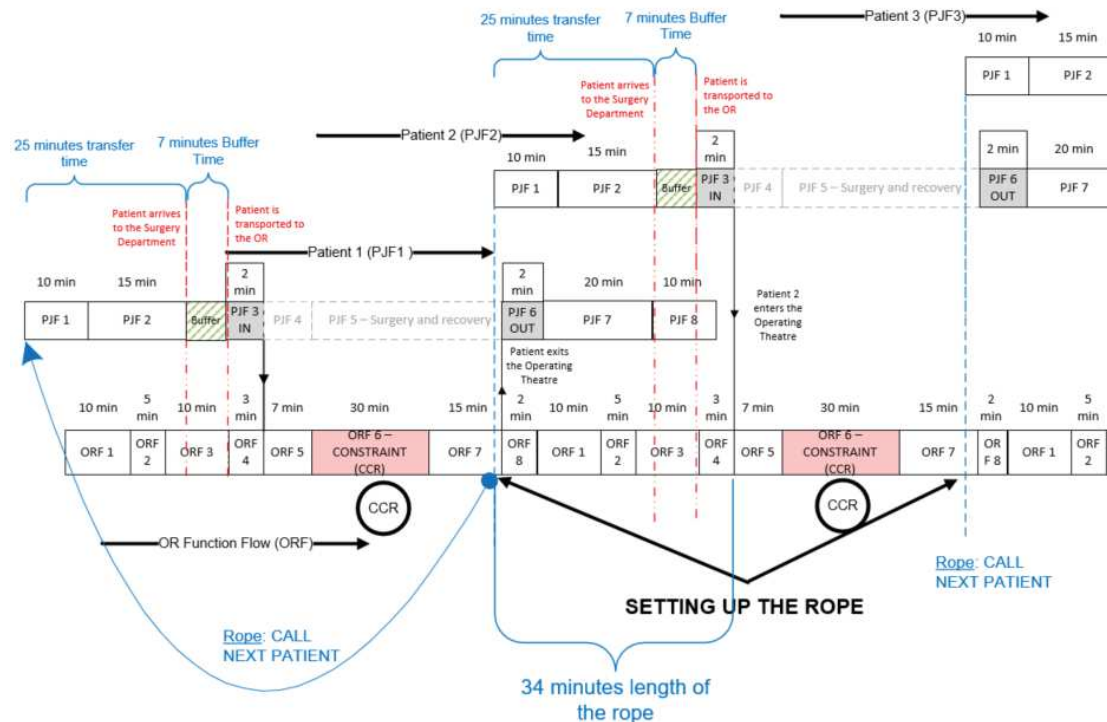 25 minutes transfer
time
7 minutes Buffer
Time
Patient 3 (PJF3)
10 min
15 min
PJF 1
PJF 2
Patient arrives
to the Surgery
Department
Patient is
transported to
the OR
Patient 2 (PJF2)
25 minutes transfer
time
7 minutes Buffer
Time
10 min
15 min
2
min
2 min
20 min
PJF 1
PJF 2
Buffer
PJF 3
IN
PJF 4
PJF 5 – Surgery and recovery
PJF 6
OUT
PJF 7
Patient arrives
to the Surgery
Department
Patient is
transported to
the OR
Patient 1 (PJF1 )
10 min
15 min
2
min
2
min
20 min
10 min
PJF 1
PJF 2
Buffer
PJF 3
IN
PJF 4
PJF 5 – Surgery and recovery
PJF 6
OUT
PJF 7
PJF 8
Patient 2
enters the
Operating
Theatre
Patient exits
the Operating
Theatre
10 min
5
min
10 min
3
min
7 min
30 min
15 min
2
min
10 min
5
min
10 min
3
min
7 min
30 min
15 min
2
min
10 min
5
min
ORF 1
ORF
2
ORF 3
ORF
4
ORF 5
ORF 6 –
CONSTRAINT
(CCR)
ORF 7
ORF
8
ORF 1
ORF
2
ORF 3
ORF
4
ORF 5
ORF 6 –
CONSTRAINT
(CCR)
ORF 7
OR
F 8
ORF 1
ORF
2
CCR
CCR
OR Function Flow (ORF)
Rope: CALL
NEXT PATIENT
SETTING UP THE ROPE
Rope: CALL
NEXT PATIENT
34 minutes length of
the rope